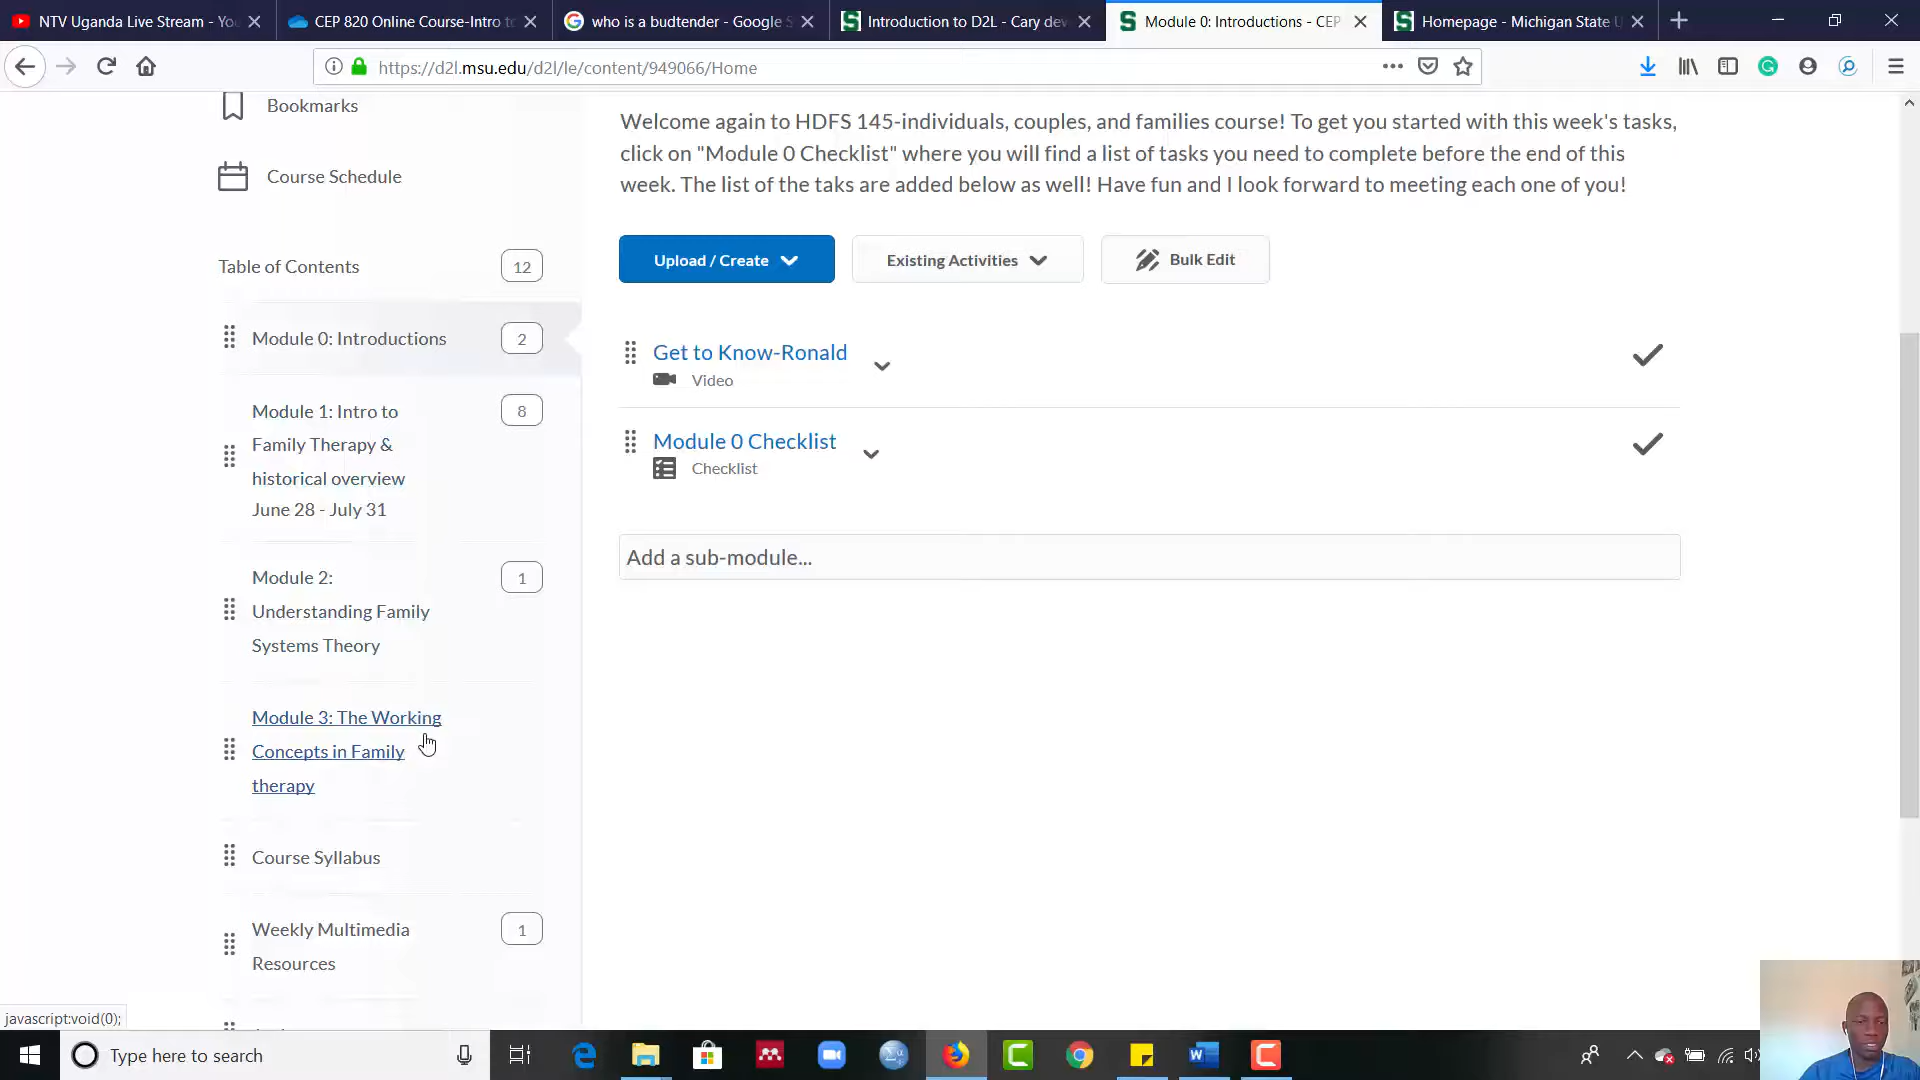 NTV Uganda Live Stream - Yo
CEP 820 Online Course-Intro to
who is a budtender - Google S
Introduction to D2L - Cary dev
Module 0: Introductions - CEP
Homepage - Michigan State U
https://d2l.msu.edu/d2l/le/content/949066/Home
Bookmarks
Course Schedule
Table of Contents
12
Module 0: Introductions
2
Module 1: Intro to
8
Family Therapy &
historical overview
June 28 - July 31
Module 2:
1
Understanding Family
Systems Theory
Module 3: The Working
Concepts in Family
therapy
Course Syllabus
Weekly Multimedia
1
Resources
Welcome again to HDFS 145-individuals, couples, and families course! To get you started with this week's tasks,
click on "Module 0 Checklist" where you will find a list of tasks you need to complete before the end of this
week. The list of the taks are added below as well! Have fun and I look forward to meeting each one of you!
Upload / Create
Existing Activities
Bulk Edit
Get to Know-Ronald
Video
Module 0 Checklist
Checklist
Add a sub-module...
javascript:void(0);
Type here to search